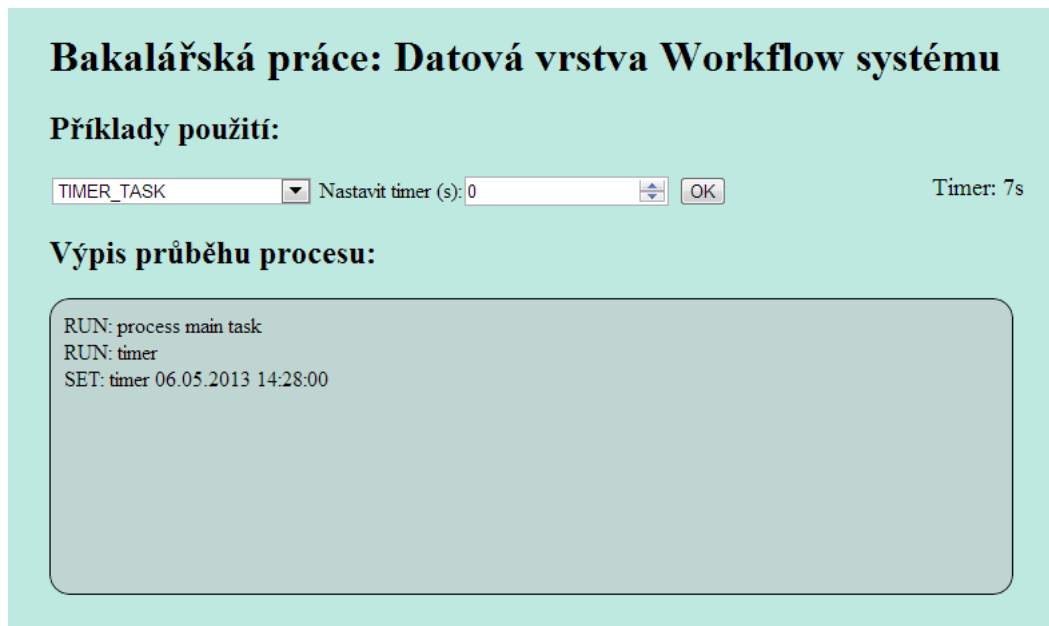 Bakalářská práce: Datová vrstva Workflow systému
Příklady použití:
TIMER_TASK Nastavit timer (s): 0 OK Timer: 7s
Výpis průběhu procesu:
RUN: process main task
RUN: timer
SET: timer 06.05.2013 14:28:00